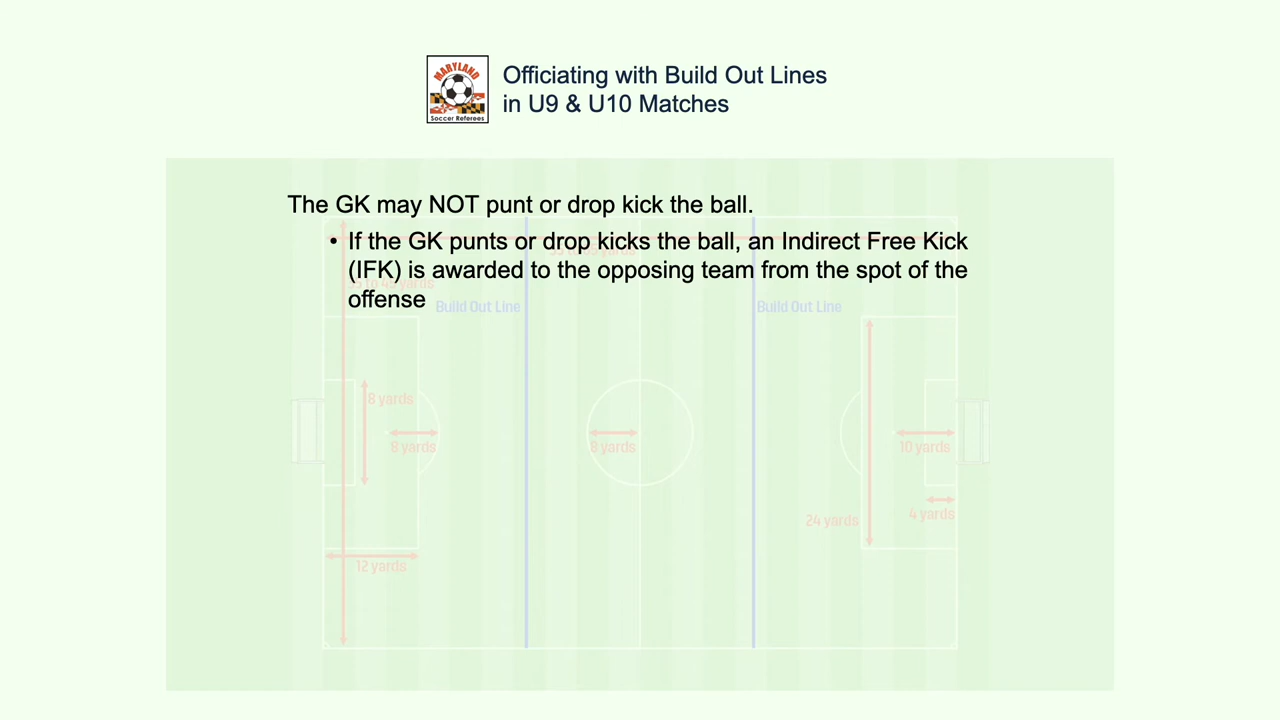 MARYLAND
Soccer Referees
Officiating with Build Out Lines
in U9 & U10 Matches
The GK may NOT punt or drop kick the ball.
• If the GK punts or drop kicks the ball, an Indirect Free Kick
(IFK) is awarded to the opposing team from the spot of the
offense
Build Out Line
Build Out Line
8 yards
8 yards
8 yards
10 yards
4 yards
24 yards
12 yards